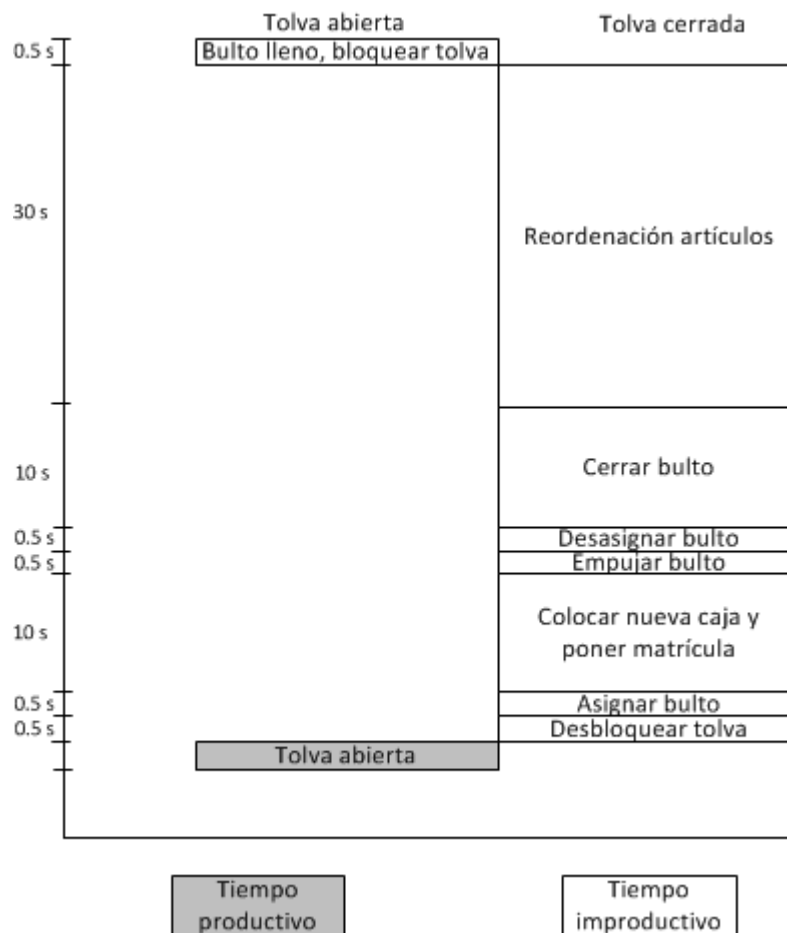 Tolva abierta
Tolva cerrada
0.5 s
Bulto lleno, bloquear tolva
30 s
Reordenación artículos
10 s
Cerrar bulto
0.5 s
Desasignar bulto
0.5 s
Empujar bulto
10 s
Colocar nueva caja y
poner matrícula
0.5 s
Asignar bulto
0.5 s
Desbloquear tolva
Tolva abierta
Tiempo
productivo
Tiempo
improductivo